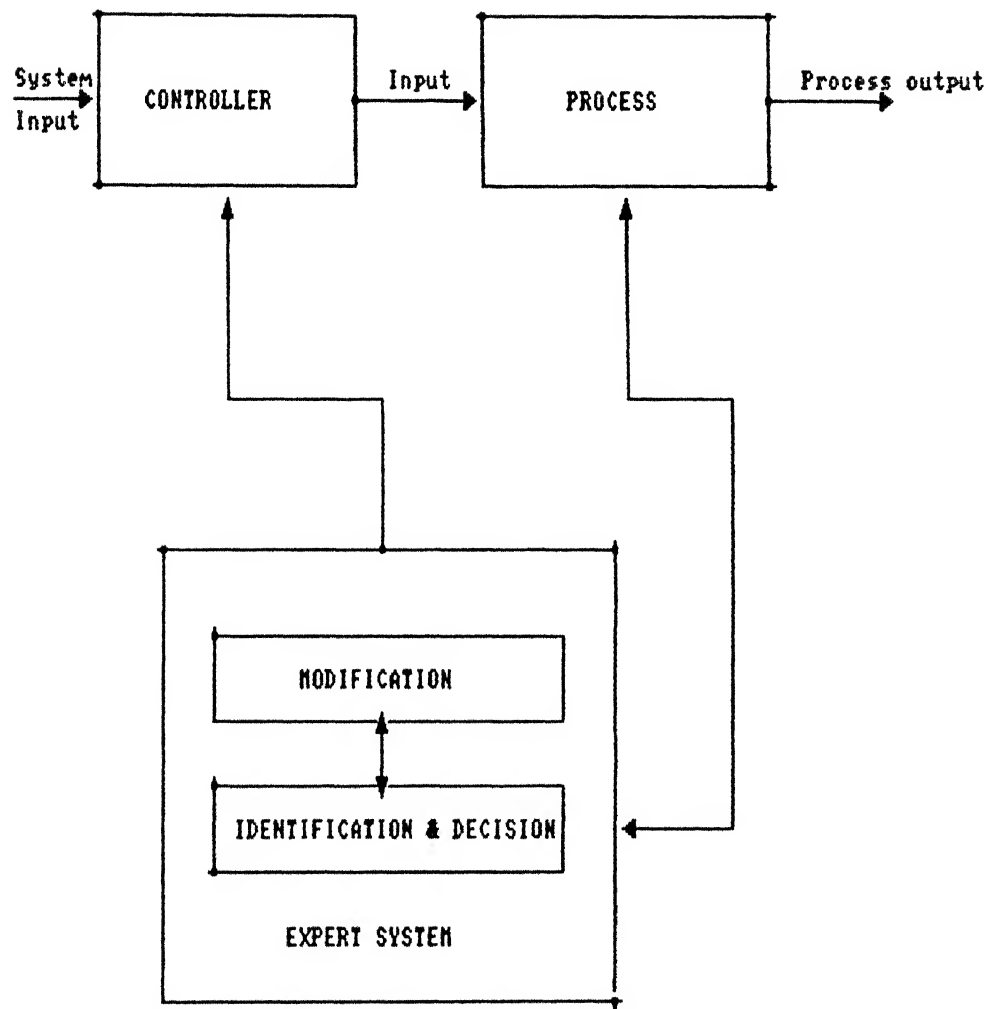 System
Input
CONTROLLER
Input
PROCESS
Process output
MODIFICATION
IDENTIFICATION & DECISION
EXPERT SYSTEM